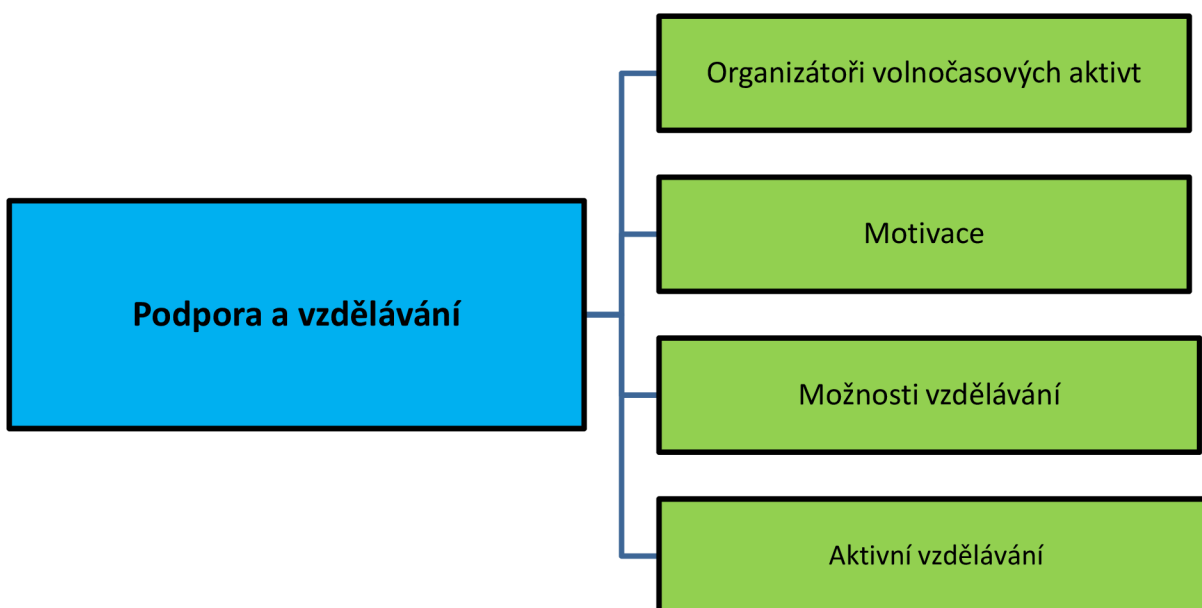 Organizátoři volnočasových aktivt
Motivace
Podpora a vzdělávání
Možnosti vzdělávání
Aktivní vzdělávání